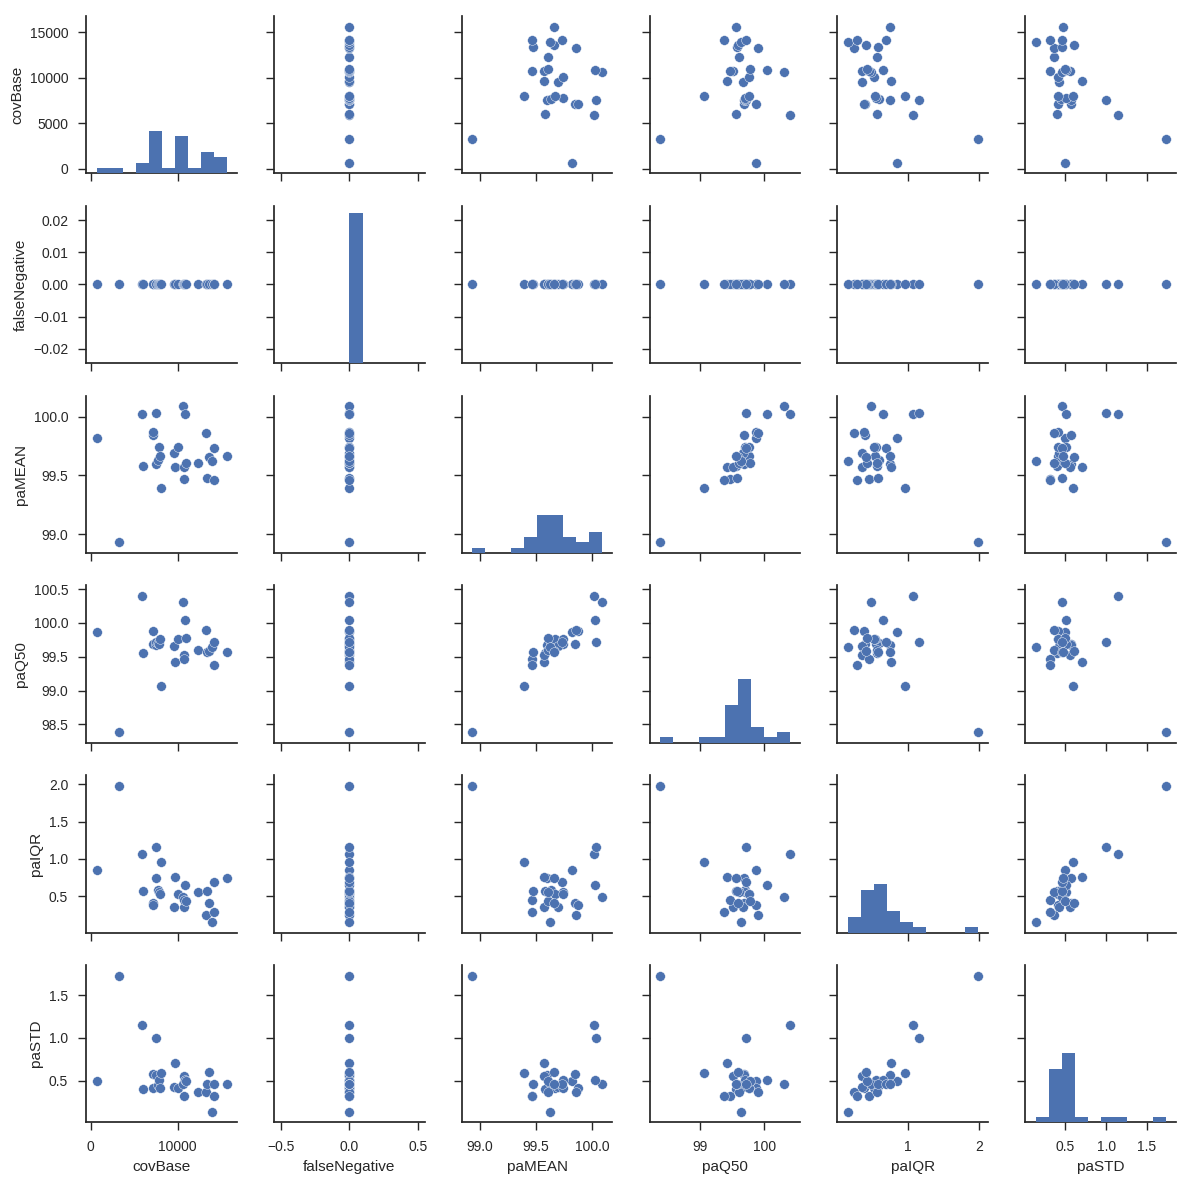 15000
10000
5000
0
covBase
0.02
0.01
0.00
−0.01
−0.02
falseNegative
100.0
99.5
99.0
paMEAN
100.5
100.0
99.5
99.0
98.5
paQ50
2.0
1.5
1.0
0.5
paIQR
1.5
1.0
0.5
paSTD
0 10000
−0.5 0.0 0.5
99.0 99.5 100.0
99 100
1 2
0.5 1.0 1.5
covBase falseNegative paMEAN paQ50 paIQR paSTD